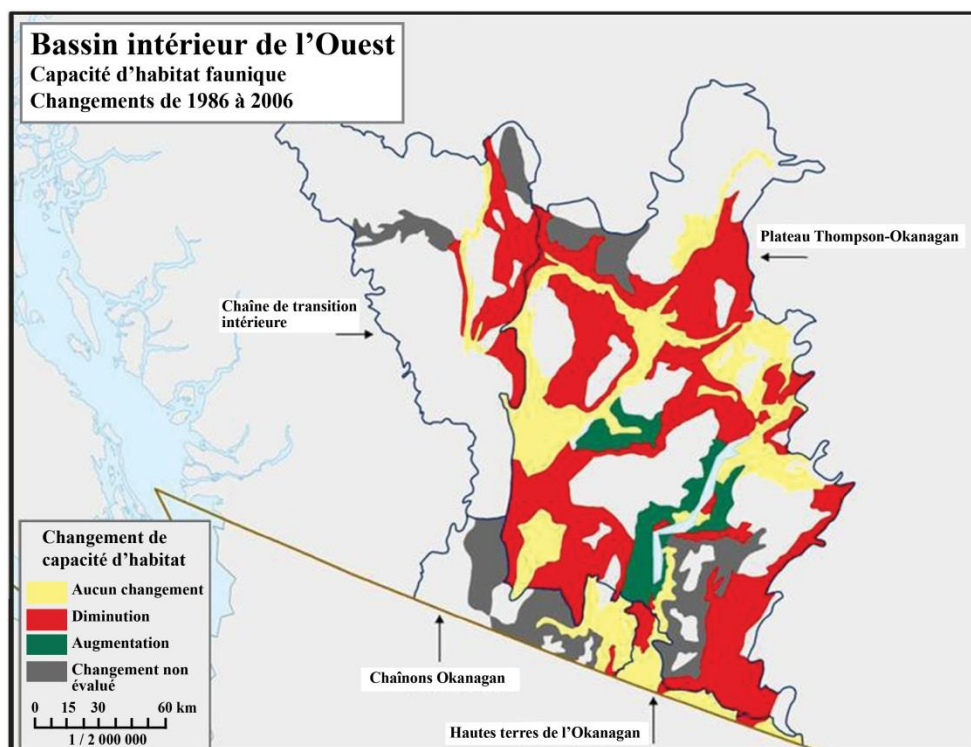 Bassin intérieur de l'Ouest
Capacité d'habitat faunique
Changements de 1986 à 2006
Plateau Thompson-Okanagan
Chaîne de transition
intérieure
Changement de
capacité d'habitat
Aucun changement
Diminution
Augmentation
Changement non
évalué
0 15 30 60 km
1 / 2 000 000
Chaînons Okanagan
Hautes terres de l'Okanagan